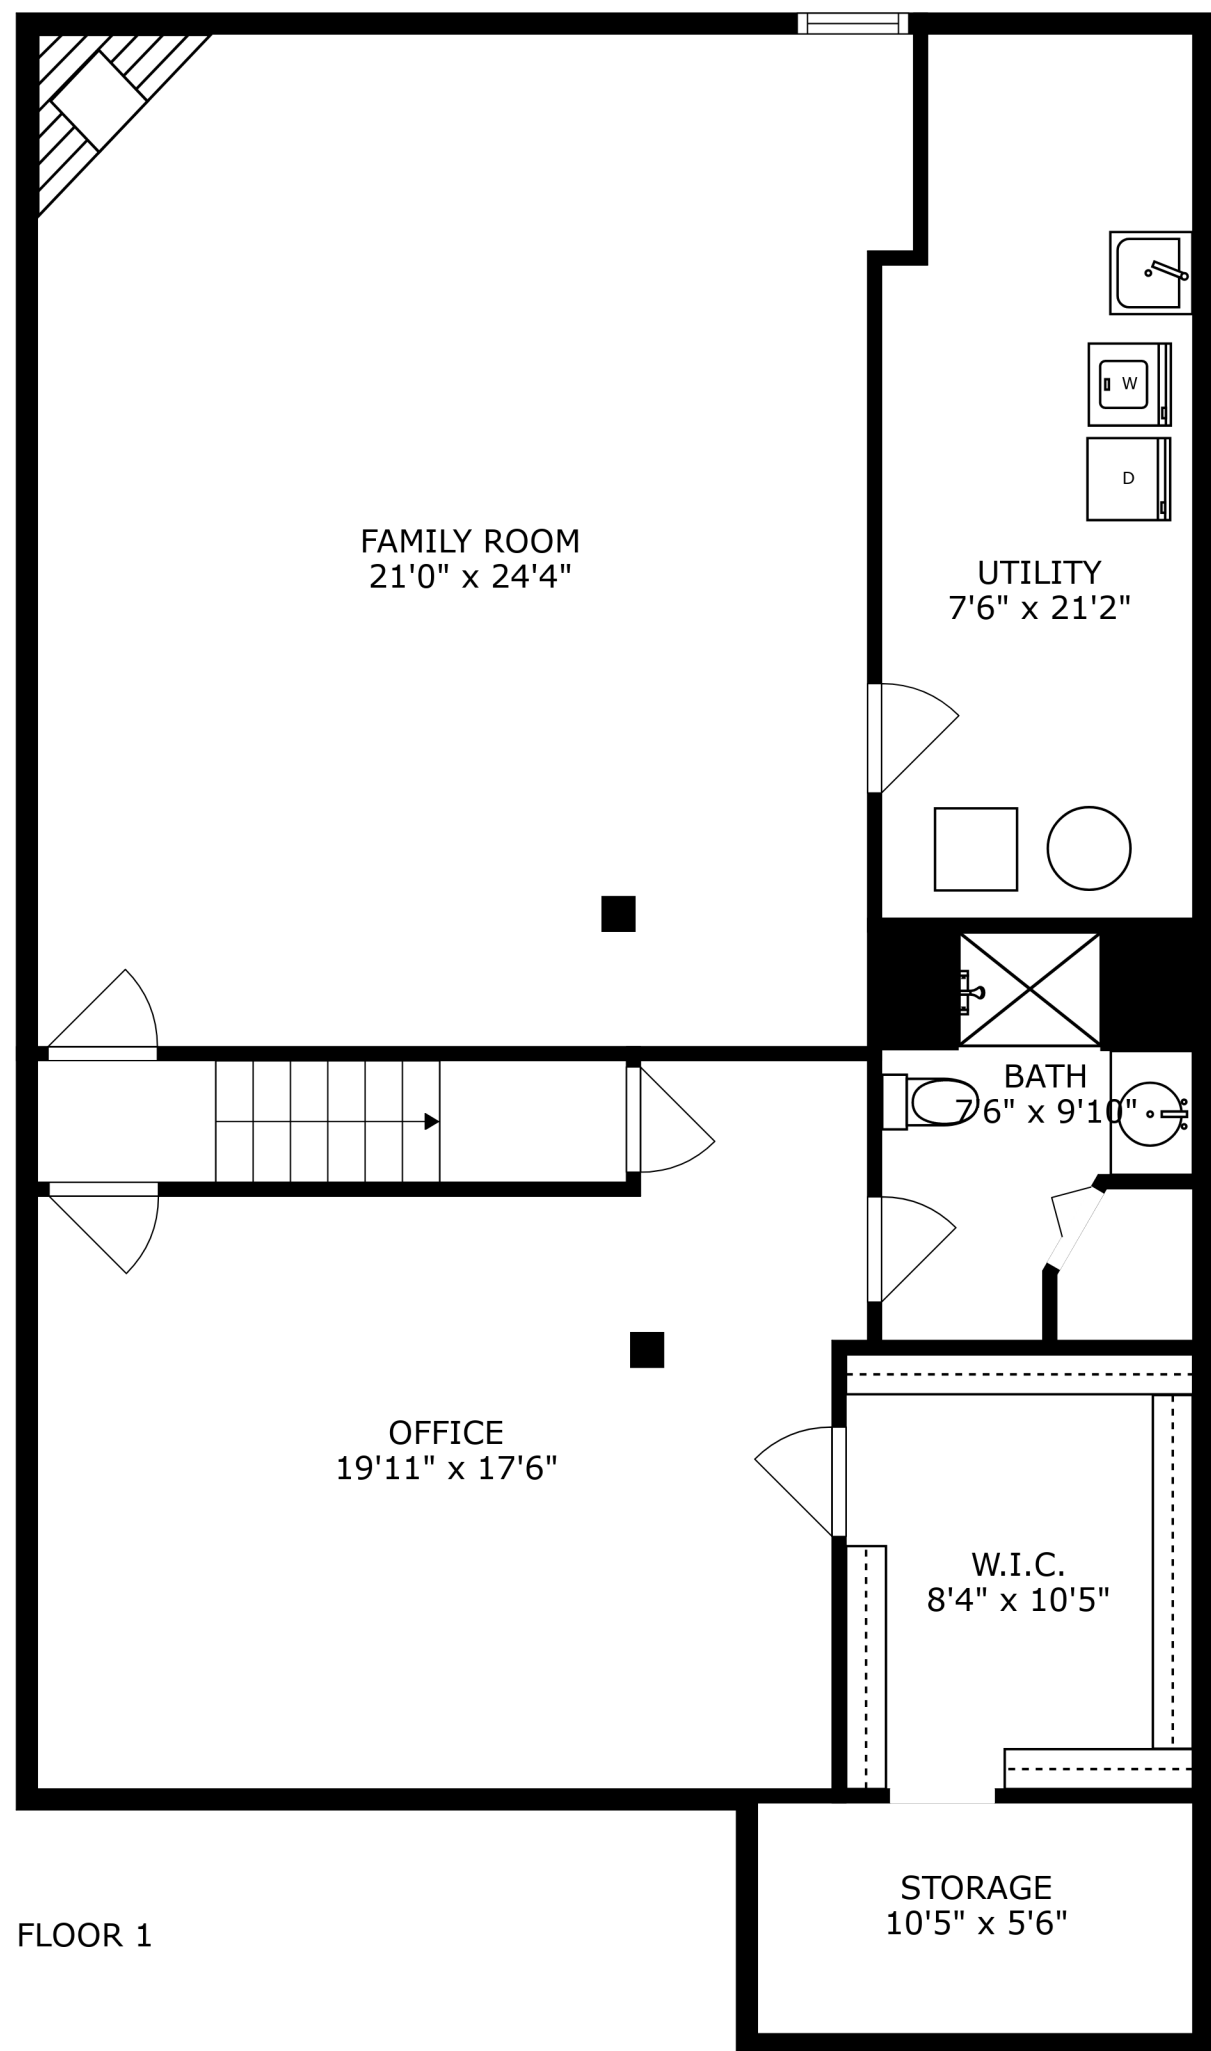 W
D
FAMILY ROOM
21'0" x 24'4"
UTILITY
7'6" x 21'2"
BATH
7'6" x 9'10"
OFFICE
19'11" x 17'6"
W.I.C.
8'4" x 10'5"
STORAGE
10'5" x 5'6"
FLOOR 1